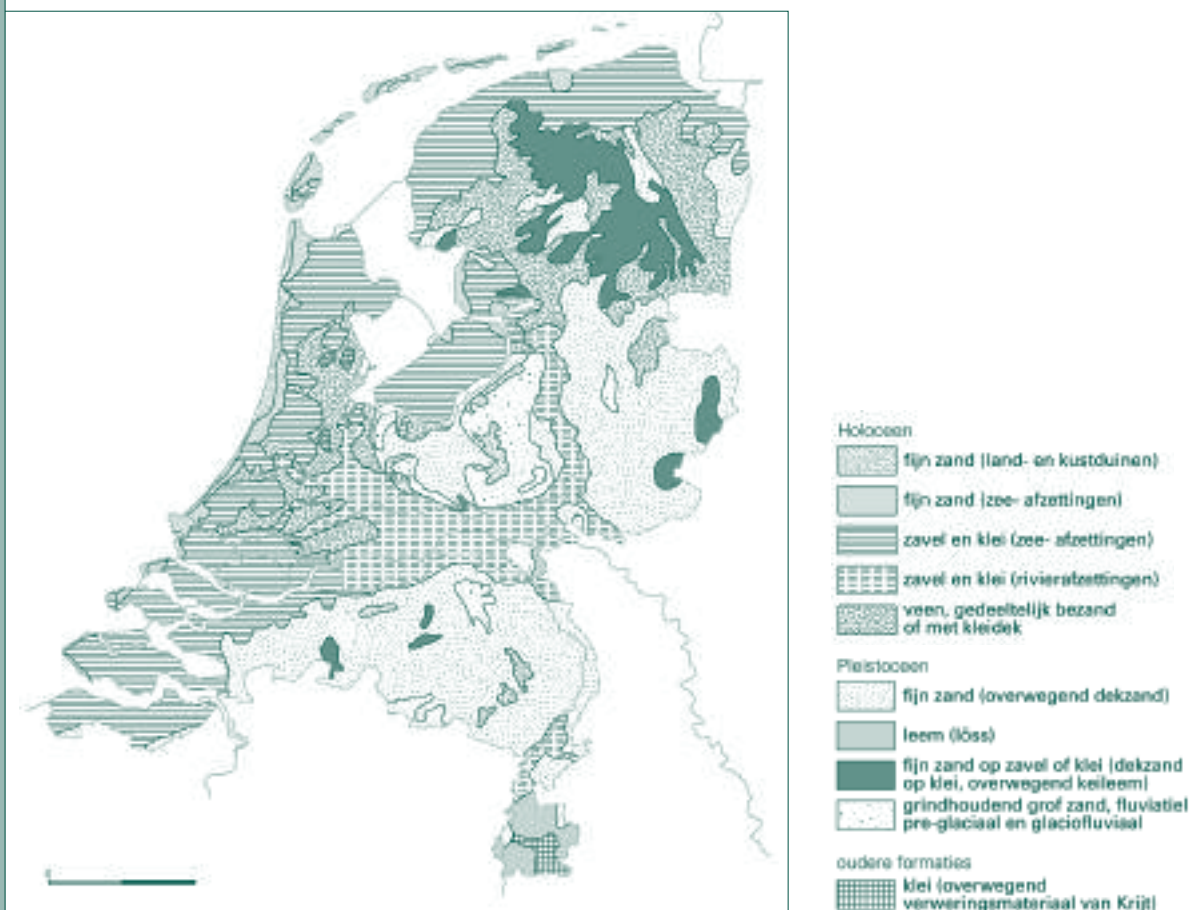 Holoceen
fijn zand (land- en kustduinen)
fijn zand (zee- afzettingen)
zavel en klei (zee- afzettingen)
zavel en klei (rivierafzettingen)
veen, gedeeltelijk bezand
of met kleidek
Pleistoceen
fijn zand (overwegend dekzand)
leem (löss)
fijn zand op zavel of klei (dekzand
op klei, overwegend keileem)
grindhoudend grof zand, fluviatiel
pre-glaciaal en glaciofluviaal
oudere formaties
klei (overwegend
verweringsmateriaal van Krijt)